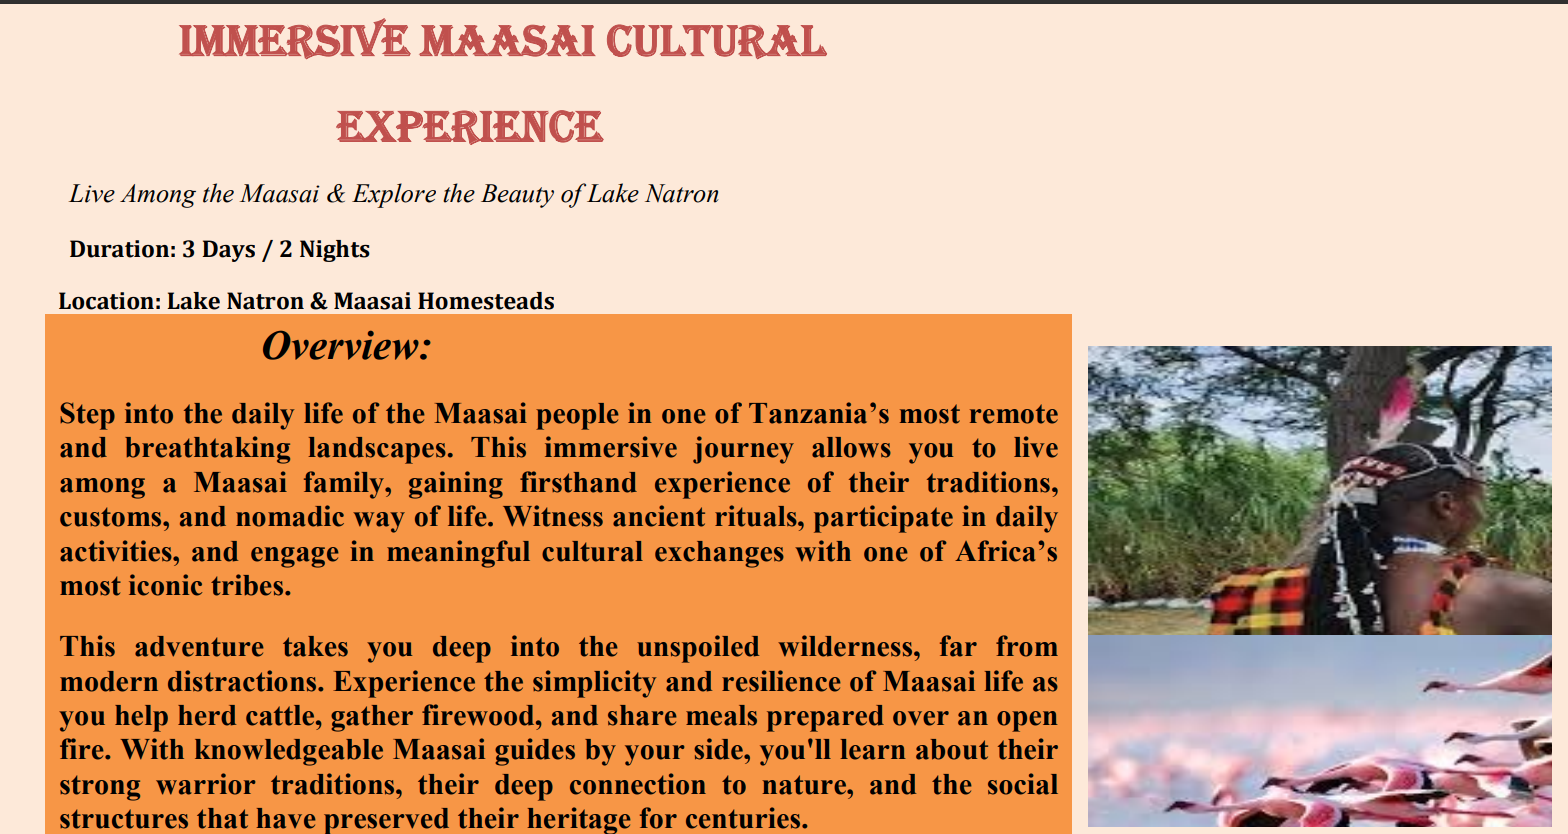 IMMERSIVE MAASAI CULTURAL
EXPERIENCE
Live Among the Maasai & Explore the Beauty of Lake Natron
Duration: 3 Days / 2 Nights
Location: Lake Natron & Maasai Homesteads
Overview:
Step into the daily life of the Maasai people in one of Tanzania’s most remote
and breathtaking landscapes. This immersive journey allows you to live
among a Maasai family, gaining firsthand experience of their traditions,
customs, and nomadic way of life. Witness ancient rituals, participate in daily
activities, and engage in meaningful cultural exchanges with one of Africa’s
most iconic tribes.
This adventure takes you deep into the unspoiled wilderness, far from
modern distractions. Experience the simplicity and resilience of Maasai life as
you help herd cattle, gather firewood, and share meals prepared over an open
fire. With knowledgeable Maasai guides by your side, you'll learn about their
strong warrior traditions, their deep connection to nature, and the social
structures that have preserved their heritage for centuries.